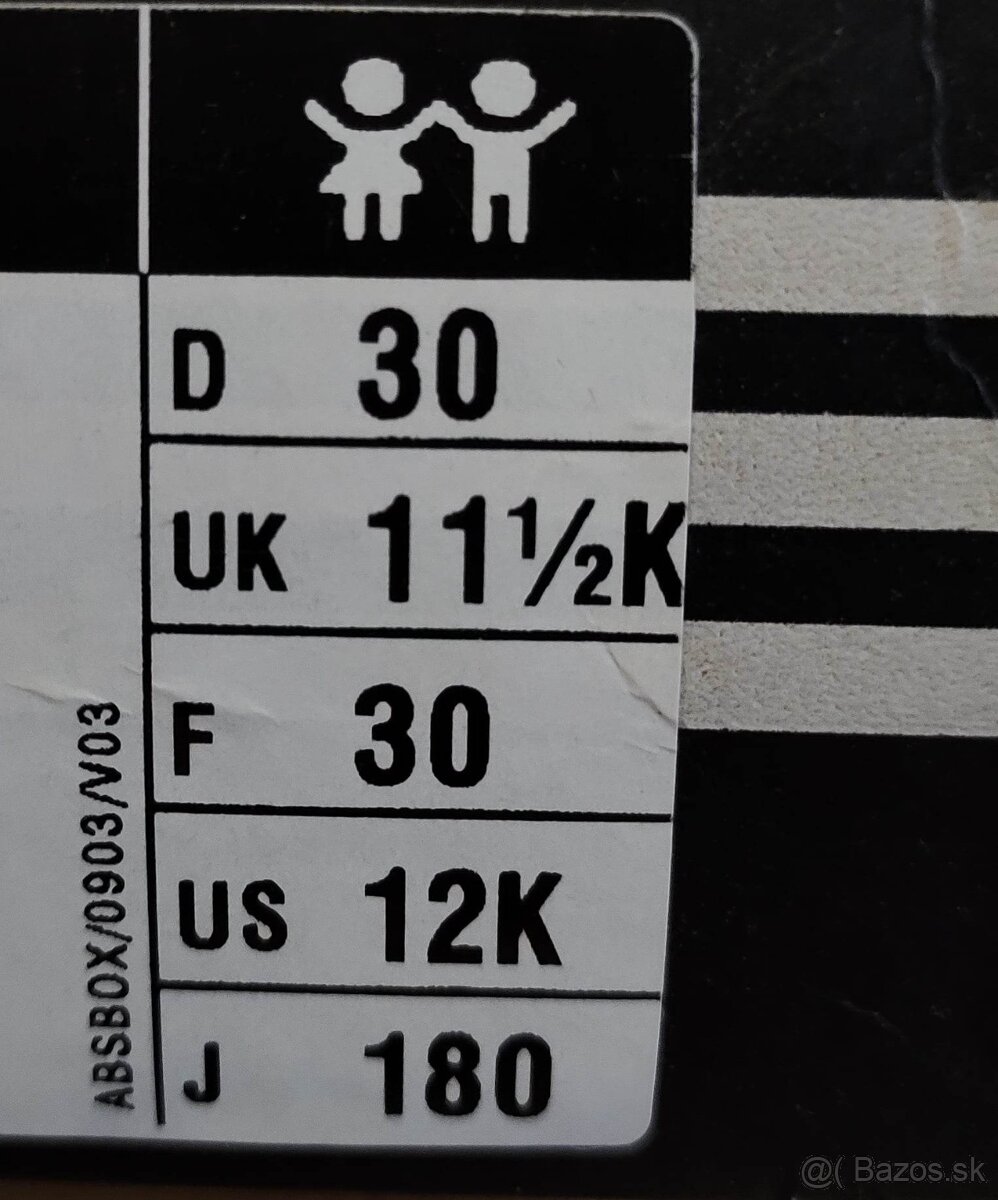 D 30
UK 11½K
F 30
US 12K
J 180
ABSBOX/0903/V03
@( Bazos.sk